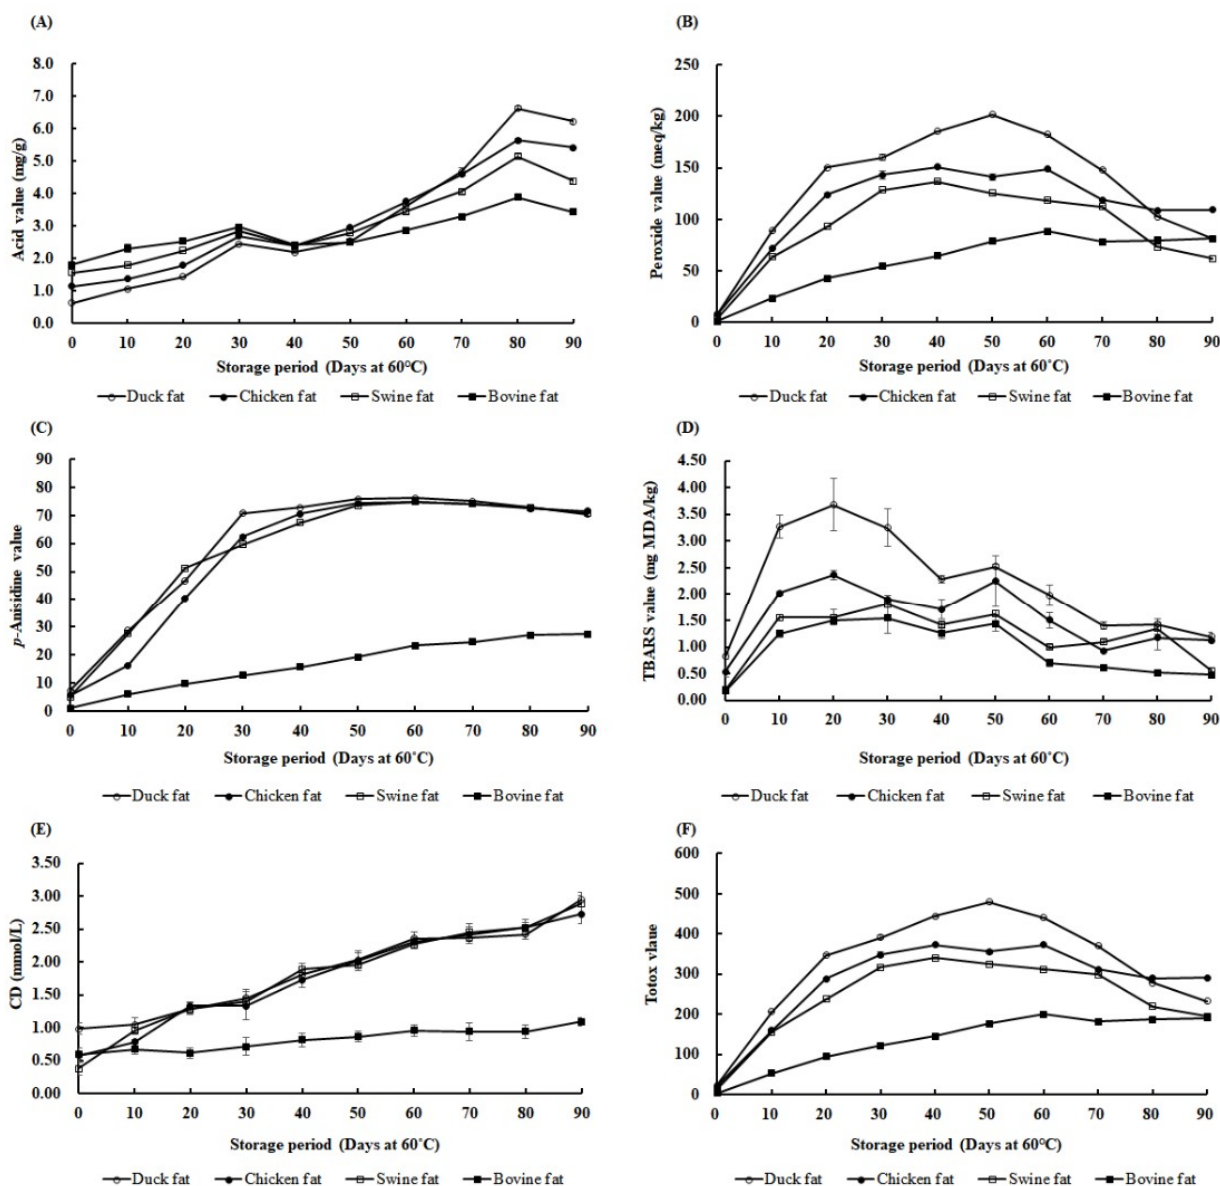 (A)
8.0
7.0
6.0
5.0
4.0
3.0
2.0
1.0
0.0
Acid value (mg/g)
0 10 20 30 40 50 60 70 80 90
Storage period (Days at 60°C)
Duck fat Chicken fat Swine fat Bovine fat
(B)
250
200
150
100
50
0
Peroxide value (meq/kg)
0 10 20 30 40 50 60 70 80 90
Storage period (Days at 60˚C)
Duck fat Chicken fat Swine fat Bovine fat
(C)
90
80
70
60
50
40
30
20
10
0
p-Anisidine value
0 10 20 30 40 50 60 70 80 90
Storage period (Days at 60˚C)
Duck fat Chicken fat Swine fat Bovine fat
(D)
4.50
4.00
3.50
3.00
2.50
2.00
1.50
1.00
0.50
0.00
TBARS value (mg MDA/kg)
0 10 20 30 40 50 60 70 80 90
Storage period (Days at 60˚C)
Duck fat Chicken fat Swine fat Bovine fat
(E)
3.50
3.00
2.50
2.00
1.50
1.00
0.50
0.00
CD (mmol/L)
0 10 20 30 40 50 60 70 80 90
Storage period (Days at 60˚C)
Duck fat Chicken fat Swine fat Bovine fat
(F)
600
500
400
300
200
100
0
Totox vlaue
0 10 20 30 40 50 60 70 80 90
Storage period (Days at 60°C)
Duck fat Chicken fat Swine fat Bovine fat